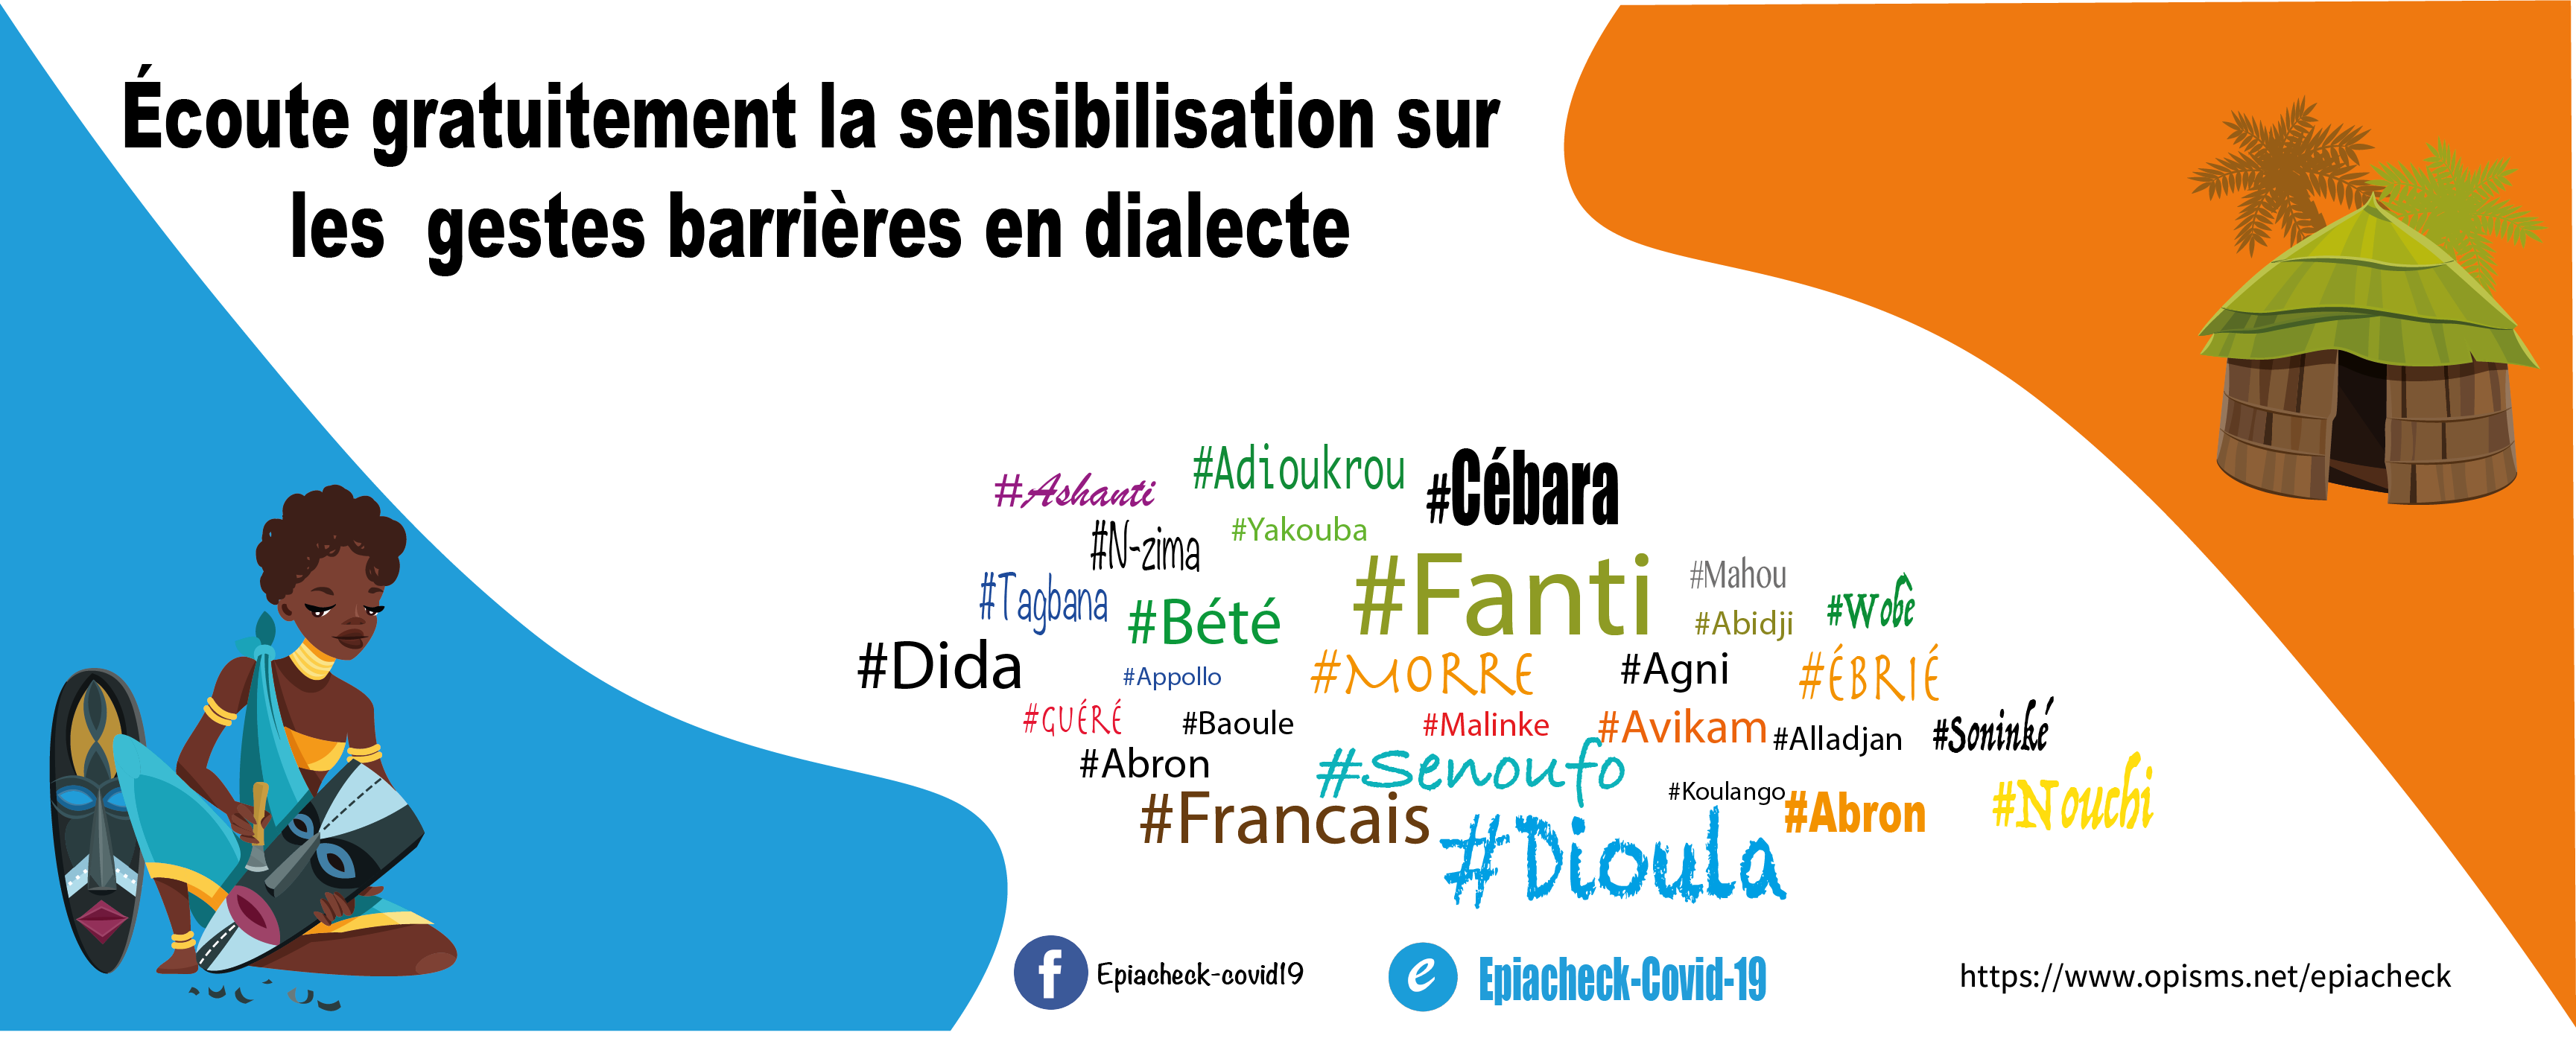 Écoute gratuitement la sensibilisation sur
les gestes barrières en dialecte
#Adioukrou
#Cébara
#Ashanti
#Yakouba
#N-zima
#Fanti
#Mahou
#Tagbana
#Bété
#Abidji
#Wobê
#Dida
#Appollo
#MORRE
#Agni
#ÉBRIÉ
#GUÉRÉ
#Baoule
#Malinke
#Avikam
#Alladjan
#Soninké
#Abron
#Senoufo
#Koulango
#Abron
#Nouchi
#Francais
#Dioula
f Epiacheck-covid19
e Epiacheck-Covid-19
https://www.opisms.net/epiacheck